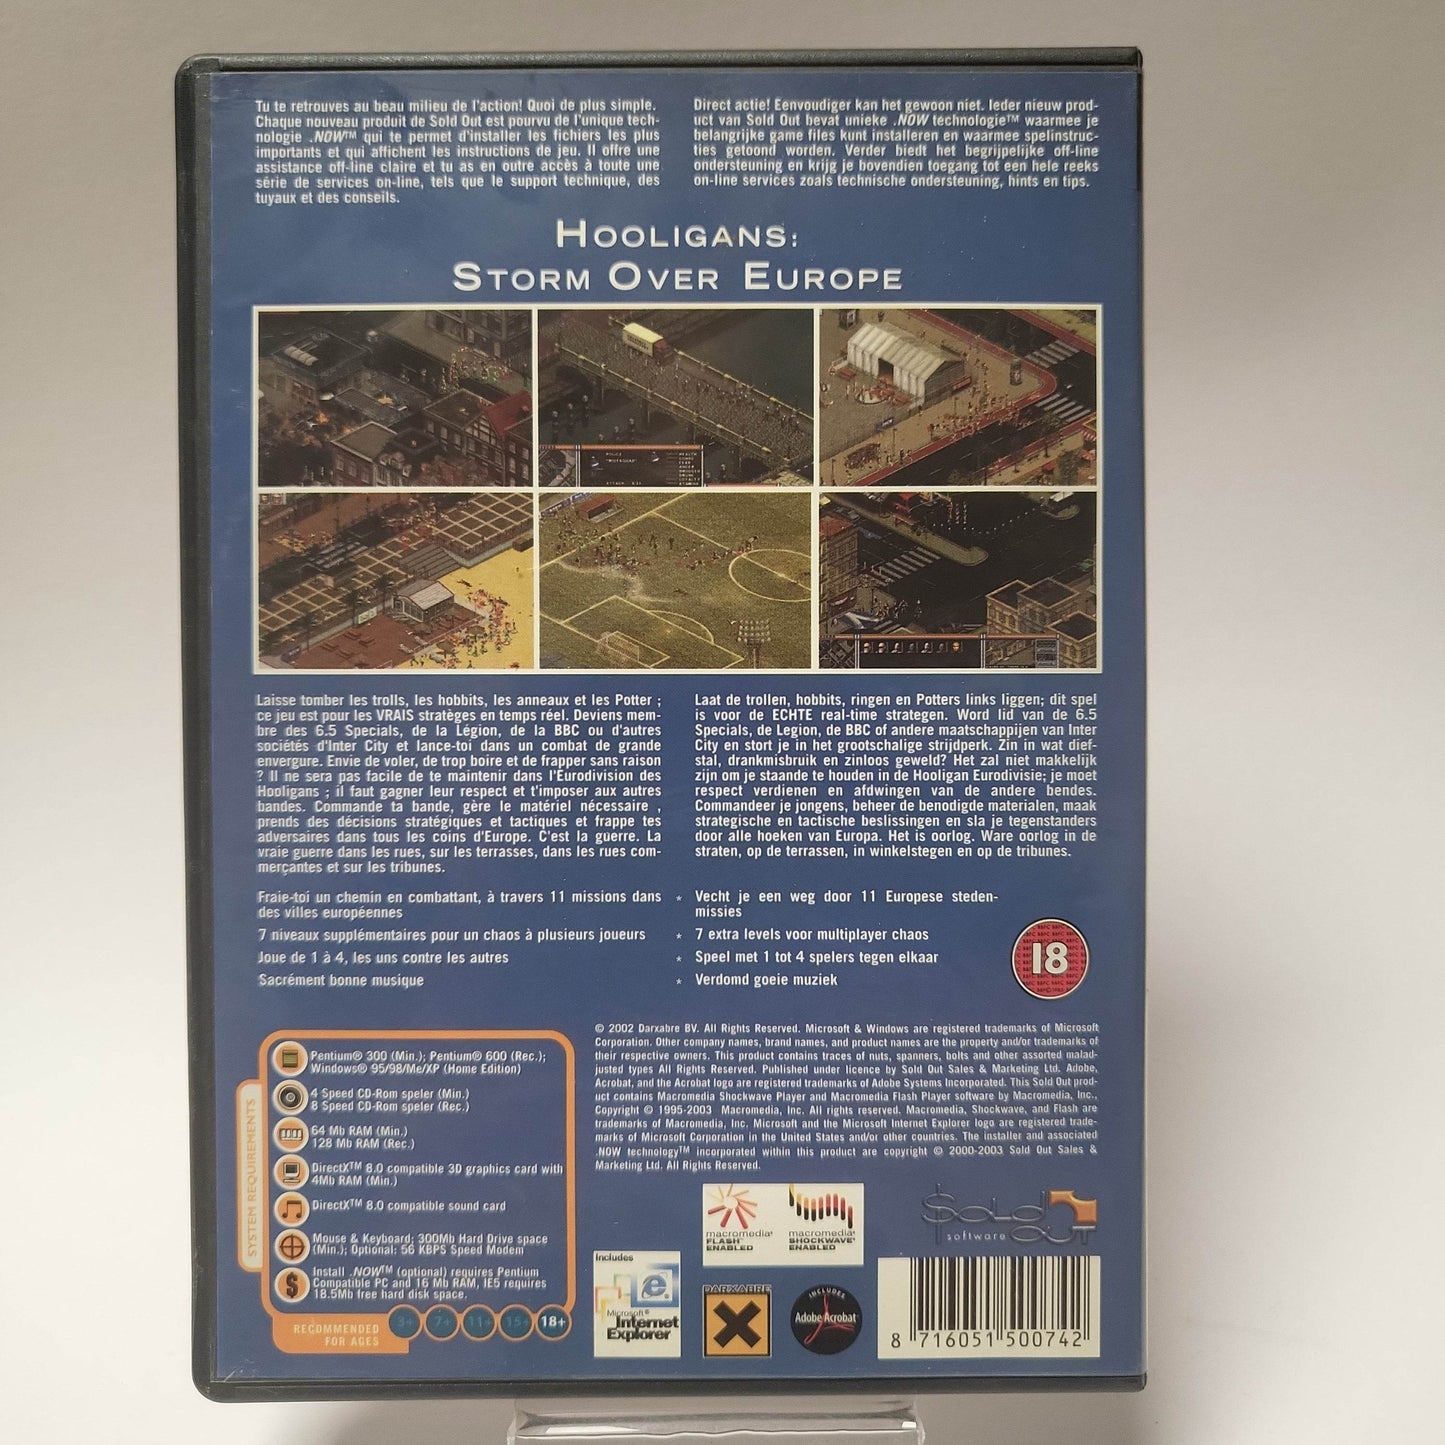 Tu te retrouves au beau milieu de l'action! Quoi de plus simple.
Chaque nouveau produit de Sold Out est pourvu de l'unique tech-
nologie .NOW™ qui te permet d'installer les fichiers les plus
importants et qui affichent les instructions de jeu. Il offre une
assistance off-line claire et tu as en outre accès à toute une
série de services on-line, tels que le support technique, des
tuyaux et des conseils.
Direct actie! Eenvoudiger kan het gewoon niet. Ieder nieuw prod-
uct van Sold Out bevat unieke .NOW technologie™ waarmee je
belangrijke game files kunt installeren en waarmee spelinstruc-
ties getoond worden. Verder biedt het begrijpelijke off-line
ondersteuning en krijg je bovendien toegang tot een hele reeks
on-line services zoals technische ondersteuning, hints en tips.
HOOLIGANS:
STORM OVER EUROPE
Laisse tomber les trolls, les hobbits, les anneaux et les Potter ;
ce jeu est pour les VRAIS stratèges en temps réel. Deviens mem-
bre des 6.5 Specials, de la Légion, de la BBC ou d'autres
sociétés d'Inter City et lance-toi dans un combat de grande
envergure. Envie de voler, de trop boire et de frapper sans raison
? Il ne sera pas facile de te maintenir dans l'Eurodivision des
Hooligans ; il faut gagner leur respect et t'imposer aux autres
bandes. Commande ta bande, gère le matériel nécessaire ,
prends des décisions stratégiques et tactiques et frappe tes
adversaires dans tous les coins d'Europe. C'est la guerre. La
vraie guerre dans les rues, sur les terrasses, dans les rues com-
merçantes et sur les tribunes.
Laat de trollen, hobbits, ringen en Potters links liggen; dit spel
is voor de ECHTE real-time strategen. Word lid van de 6.5
Specials, de Legion, de BBC of andere maatschappijen van Inter
City en stort je in het grootschalige strijdperk. Zin in wat dief-
stal, drankmisbruik en zinloos geweld? Het zal niet makkelijk
zijn om je staande te houden in de Hooligan Eurodivisie; je moet
respect verdienen en afdwingen van de andere bendes.
Commandeer je jongens, beheer de benodigde materialen, maak
strategische en tactische beslissingen en sla je tegenstanders
door alle hoeken van Europa. Het is oorlog. Ware oorlog in de
straten, op de terrassen, in winkelstegen en op de tribunes.
Fraie-toi un chemin en combattant, à travers 11 missions dans
des villes européennes
7 niveaux supplémentaires pour un chaos à plusieurs joueurs
Joue de 1 à 4, les uns contre les autres
Sacrément bonne musique
* Vecht je een weg door 11 Europese steden-
missies
* 7 extra levels voor multiplayer chaos
* Speel met 1 tot 4 spelers tegen elkaar
* Verdomd goeie muziek
18
SYSTEM REQUIREMENTS
Pentium® 300 (Min.); Pentium® 600 (Rec.);
Windows® 95/98/Me/XP (Home Edition)
4 Speed CD-Rom speler (Min.)
8 Speed CD-Rom speler (Rec.)
64 Mb RAM (Min.)
128 Mb RAM (Rec.)
DirectX™ 8.0 compatible 3D graphics card with
4Mb RAM (Min.)
DirectX™ 8.0 compatible sound card
Mouse & Keyboard; 300Mb Hard Drive space
(Min.); Optional: 56 KBPS Speed Modem
Install .NOW™ (optional) requires Pentium
Compatible PC and 16 Mb RAM, IE5 requires
18.5Mb free hard disk space.
RECOMMENDED
FOR AGES
3+ 7+ 11+ 15+ 18+
© 2002 Darxabre BV. All Rights Reserved. Microsoft & Windows are registered trademarks of Microsoft
Corporation. Other company names, brand names, and product names are the property and/or trademarks of
their respective owners. This product contains traces of nuts, spanners, bolts and other assorted malad-
justed types All Rights Reserved. Published under licence by Sold Out Sales & Marketing Ltd. Adobe,
Acrobat, and the Acrobat logo are registered trademarks of Adobe Systems Incorporated. This Sold Out prod-
uct contains Macromedia Shockwave Player and Macromedia Flash Player software by Macromedia, Inc.,
Copyright © 1995-2003 Macromedia, Inc. All rights reserved. Macromedia, Shockwave, and Flash are
trademarks of Macromedia, Inc. Microsoft and the Microsoft Internet Explorer logo are registered trade-
marks of Microsoft Corporation in the United States and/or other countries. The installer and associated
.NOW technology™ incorporated within this product are copyright © 2000-2003 Sold Out Sales &
Marketing Ltd. All Rights Reserved.
macromedia®
FLASH™
ENABLED
macromedia®
SHOCKWAVE®
ENABLED
Sold
OUT
software
Includes
Microsoft®
Internet
Explorer
DARXABRE
INCLUDES
Adobe Acrobat
8 716051 500742